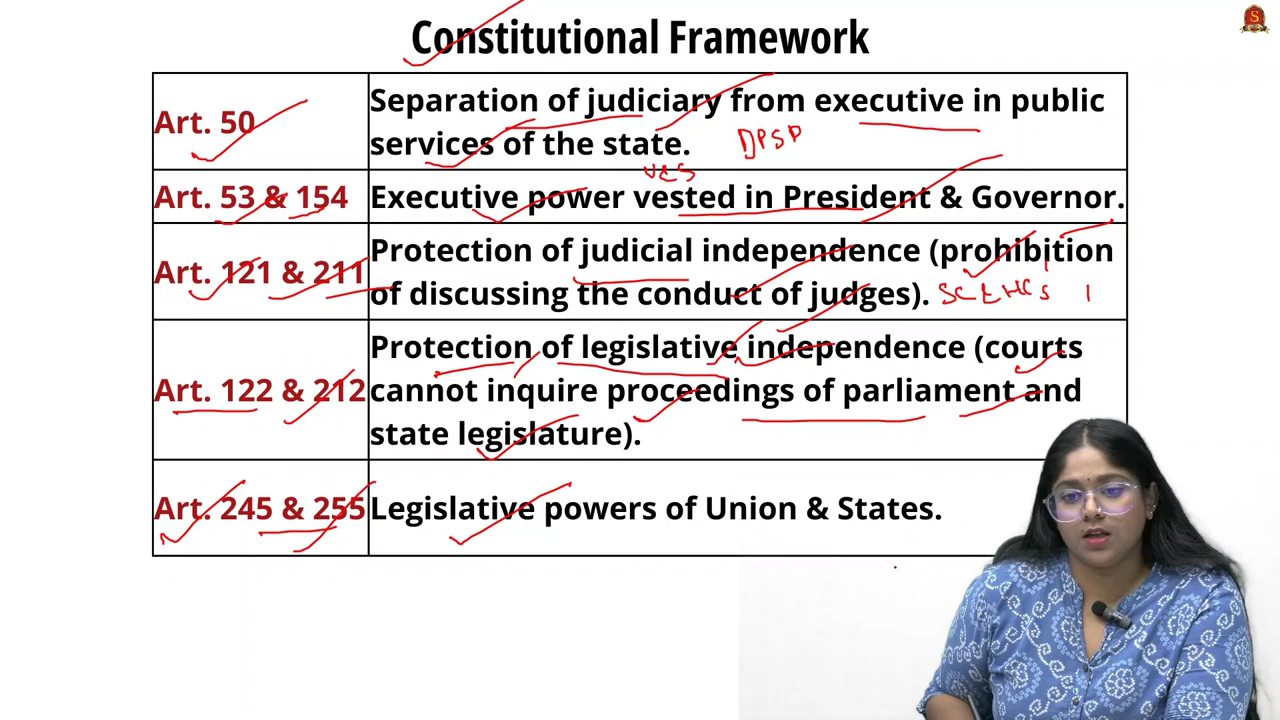 Constitutional Framework
Art. 50
Separation of judiciary from executive in public
services of the state.
DPSP
Art. 53 & 154
Executive power vested in President & Governor.
Art. 121 & 211
Protection of judicial independence (prohibition
of discussing the conduct of judges).
Art. 122 & 212
Protection of legislative independence (courts
cannot inquire proceedings of parliament and
state legislature).
Art. 245 & 255
Legislative powers of Union & States.